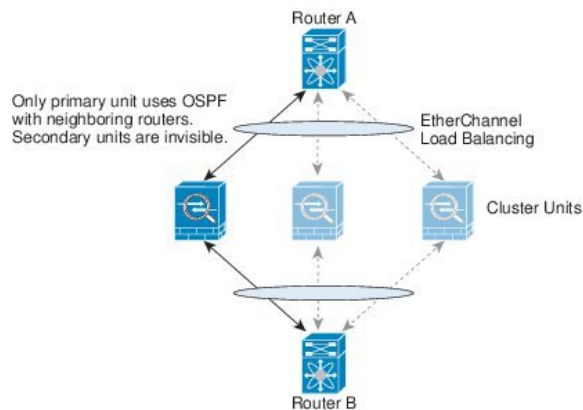 Router A
Only primary unit uses OSPF
with neighboring routers.
Secondary units are invisible.
EtherChannel
Load Balancing
Cluster Units
Router B